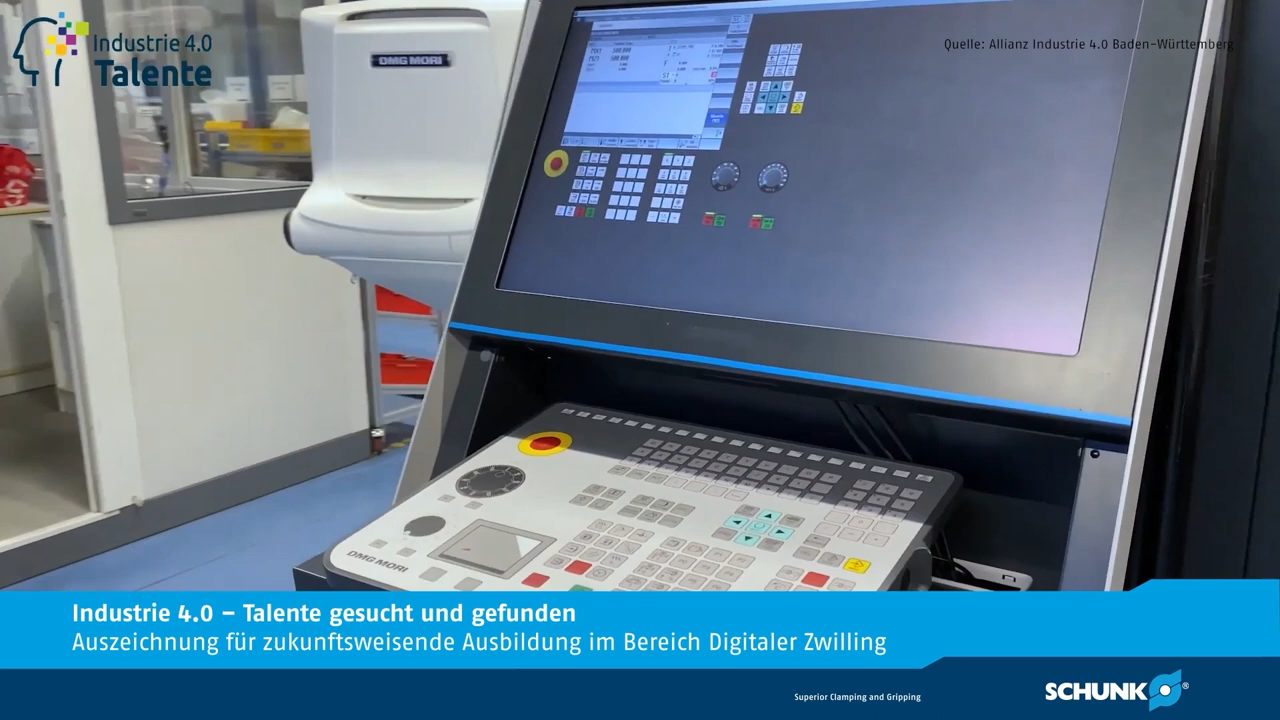 Industrie 4.0
Talente
Quelle: Allianz Industrie 4.0 Baden-Württemberg
DMG MORI
DMG MORI
Industrie 4.0 – Talente gesucht und gefunden
Auszeichnung für zukunftsweisende Ausbildung im Bereich Digitaler Zwilling
Superior Clamping and Gripping
SCHUNK®